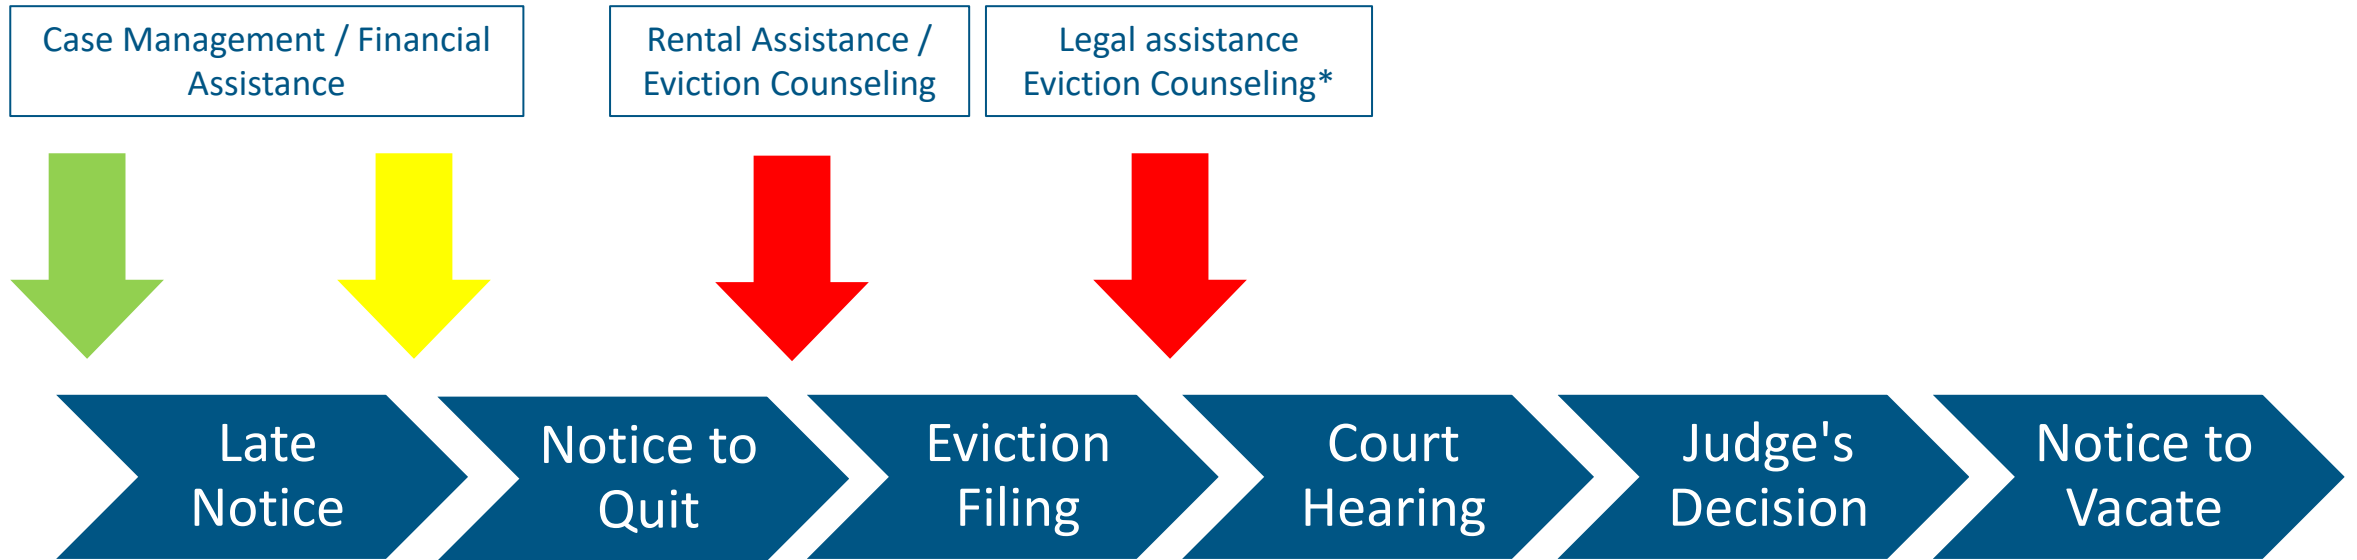 Case Management / Financial
Assistance
Rental Assistance /
Eviction Counseling
Legal assistance
Eviction Counseling*
Late
Notice
Notice to
Quit
Eviction
Filing
Court
Hearing
Judge's
Decision
Notice to
Vacate